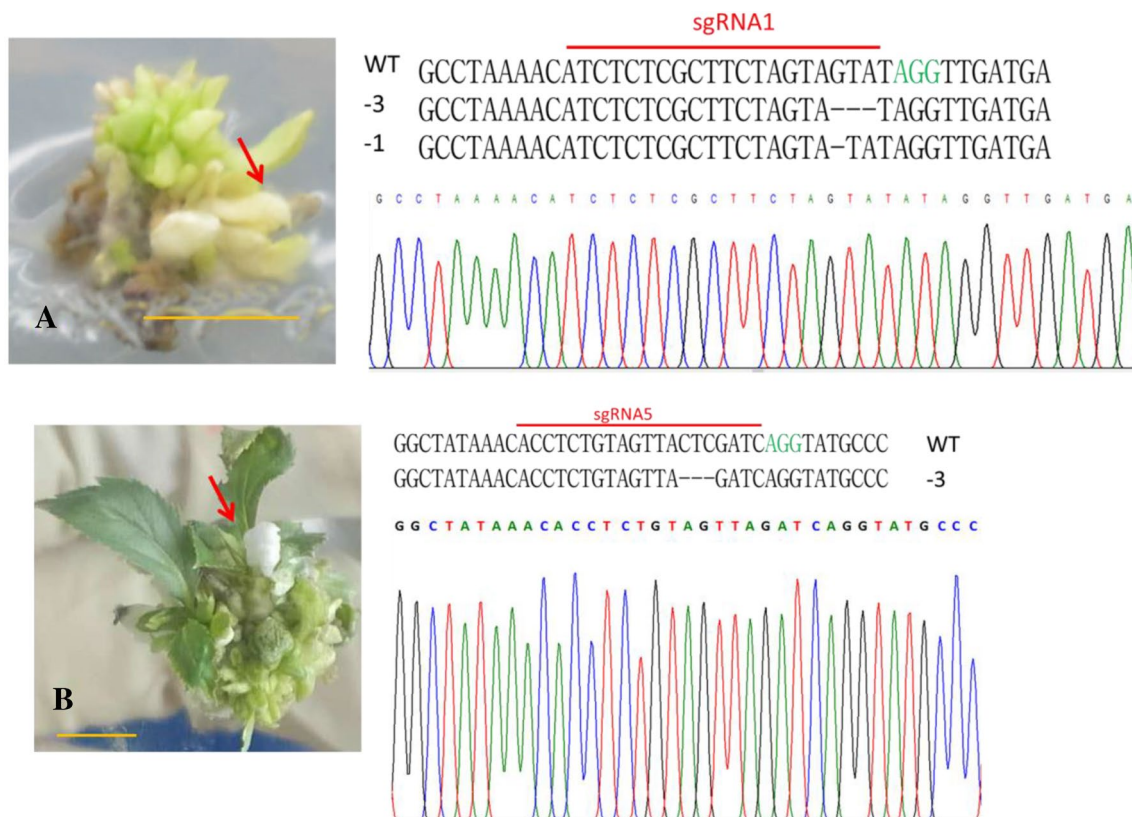 sgRNA1
WT GCCTAAAACATCTCTCGCTTCTAGTAGTATAGGTTGATGA
-3 GCCTAAAACATCTCTCGCTTCTAGTA---TAGGTTGATGA
-1 GCCTAAAACATCTCTCGCTTCTAGTA-TATAGGTTGATGA
G C C T A A A A C A T C T C T C G C T T C T A G T A T A T A G G T T G A T G A
A
sgRNA5
GGCTATAAACACCTCTGTAGTTACTCGATCAGGTATGCCC WT
GGCTATAAACACCTCTGTAGTTA---GATCAGGTATGCCC -3
G G C T A T A A A C A C C T C T G T A G T T A G A T C A G G T A T G C C C
B